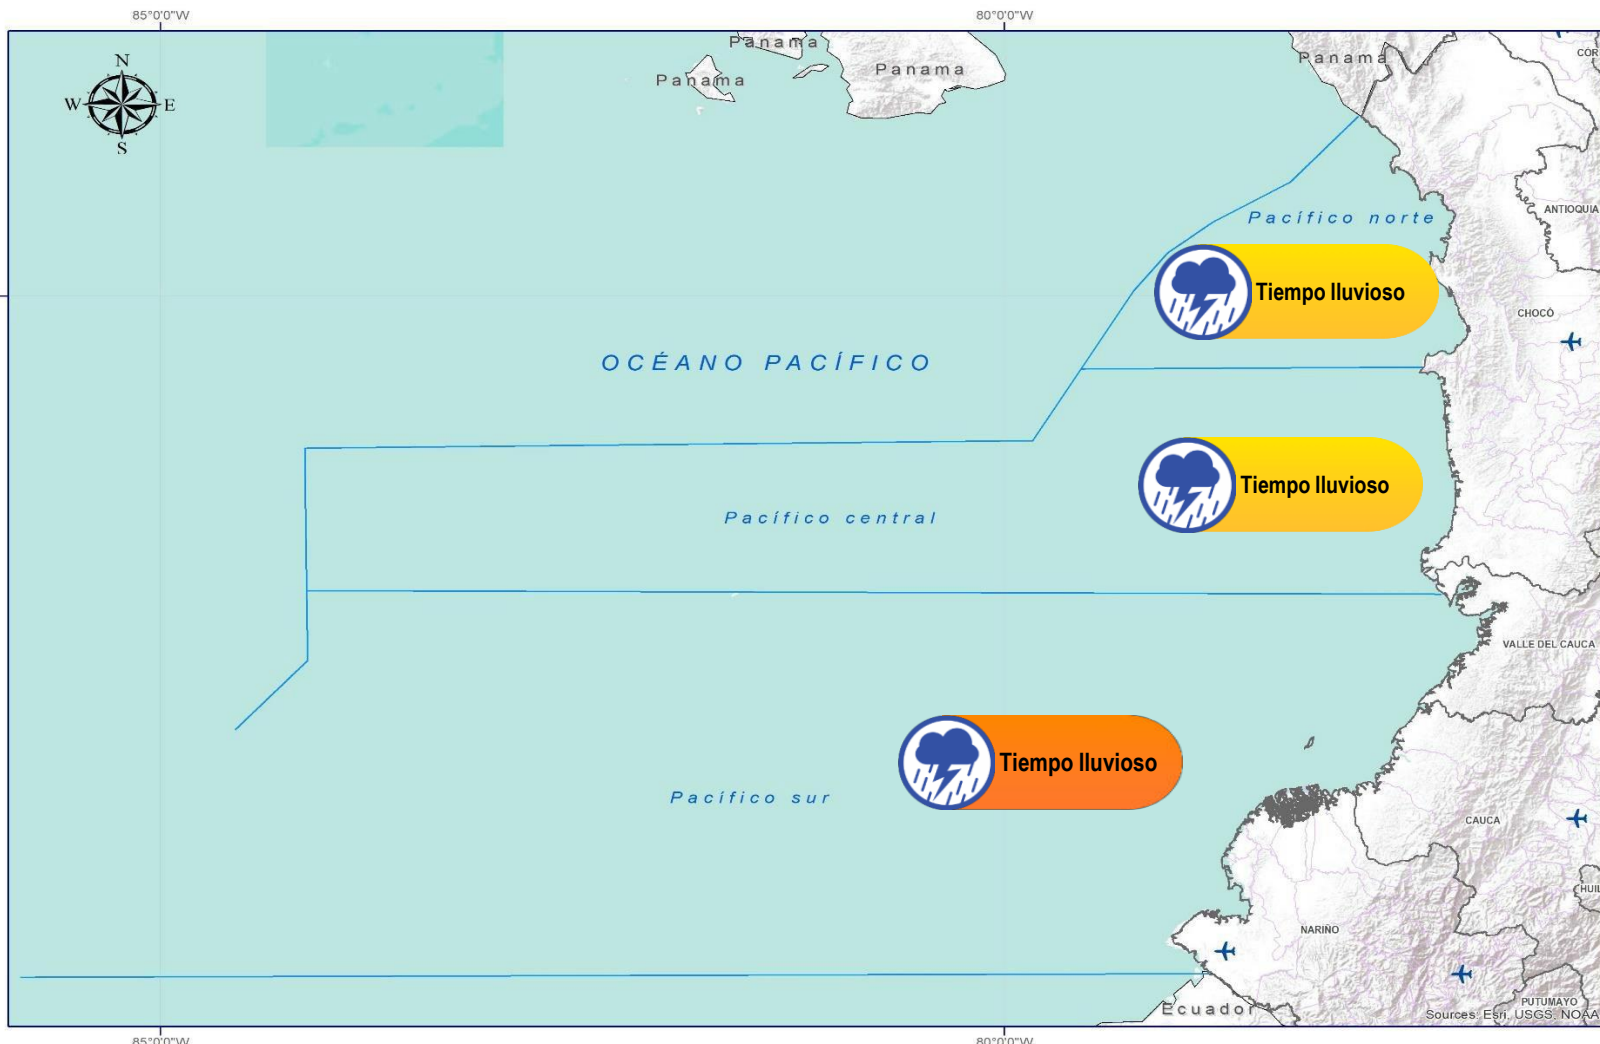 85°0'0"W
80°0'0"W
N
W
E
S
Panama
Panama
Panama
Panama
COR
Pacífico norte
ANTIOQUIA
Tiempo lluvioso
CHOCÓ
OCÉANO PACÍFICO
Tiempo lluvioso
Pacífico central
VALLE DEL CAUCA
Tiempo lluvioso
Pacífico sur
CAUCA
HUIL
NARIÑO
PUTUMAYO
Ecuador
Sources: Esri, USGS, NOAA
85°0'0"W
80°0'0"W